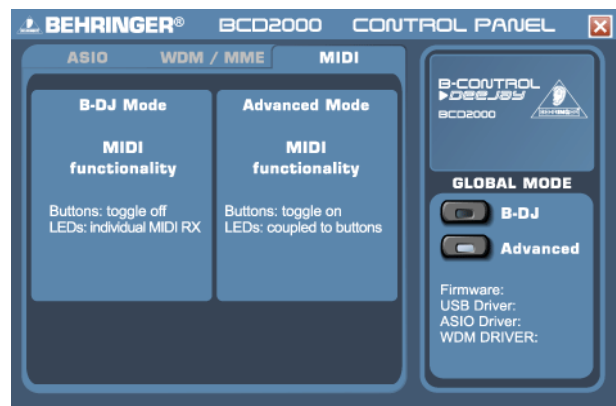 BEHRINGER® BCD2000 CONTROL PANEL
ASIO WDM / MME MIDI
B-DJ Mode
MIDI
functionality
Buttons: toggle off
LEDs: individual MIDI RX
Advanced Mode
MIDI
functionality
Buttons: toggle on
LEDs: coupled to buttons
B-CONTROL
DEEJAY
BCD2000
BEHRINGER
GLOBAL MODE
B-DJ
Advanced
Firmware:
USB Driver:
ASIO Driver:
WDM DRIVER: